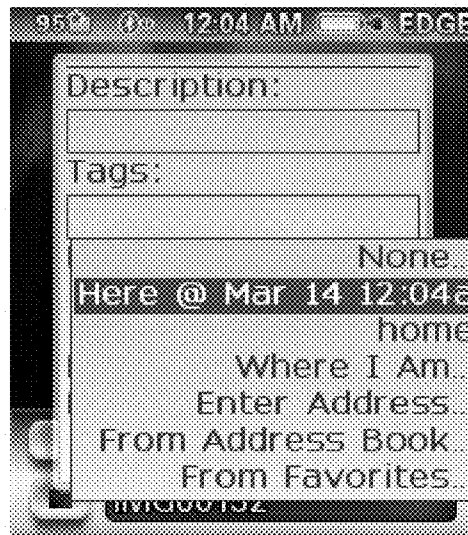 95 12:04 AM EDGE
Description:
Tags:
None...
Here @ Mar 14 12:04a
home
Where I Am...
Enter Address...
From Address Book...
From Favorites...
IMG00132